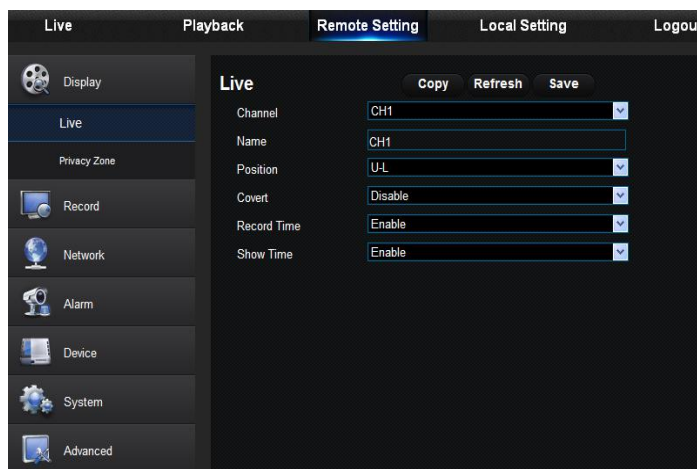 Live Playback Remote Setting Local Setting Logou
Display
Live
Privacy Zone
Record
Network
Alarm
Device
System
Advanced
Live Copy Refresh Save
Channel CH1
Name CH1
Position U-L
Covert Disable
Record Time Enable
Show Time Enable